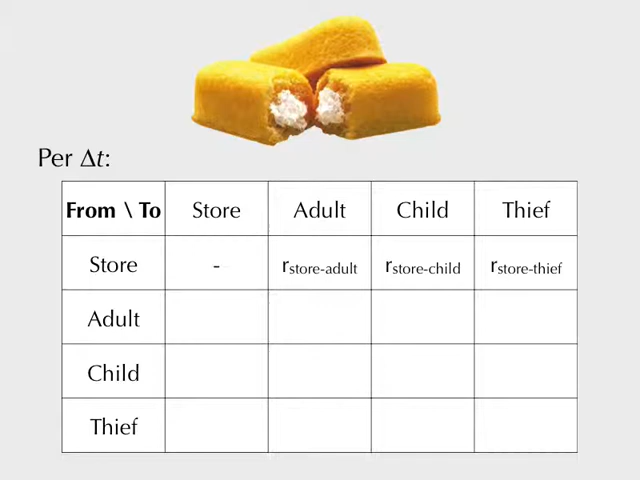 Per Δt:
From \ To Store Adult Child Thief
Store - rstore-adult rstore-child rstore-thief
Adult
Child
Thief